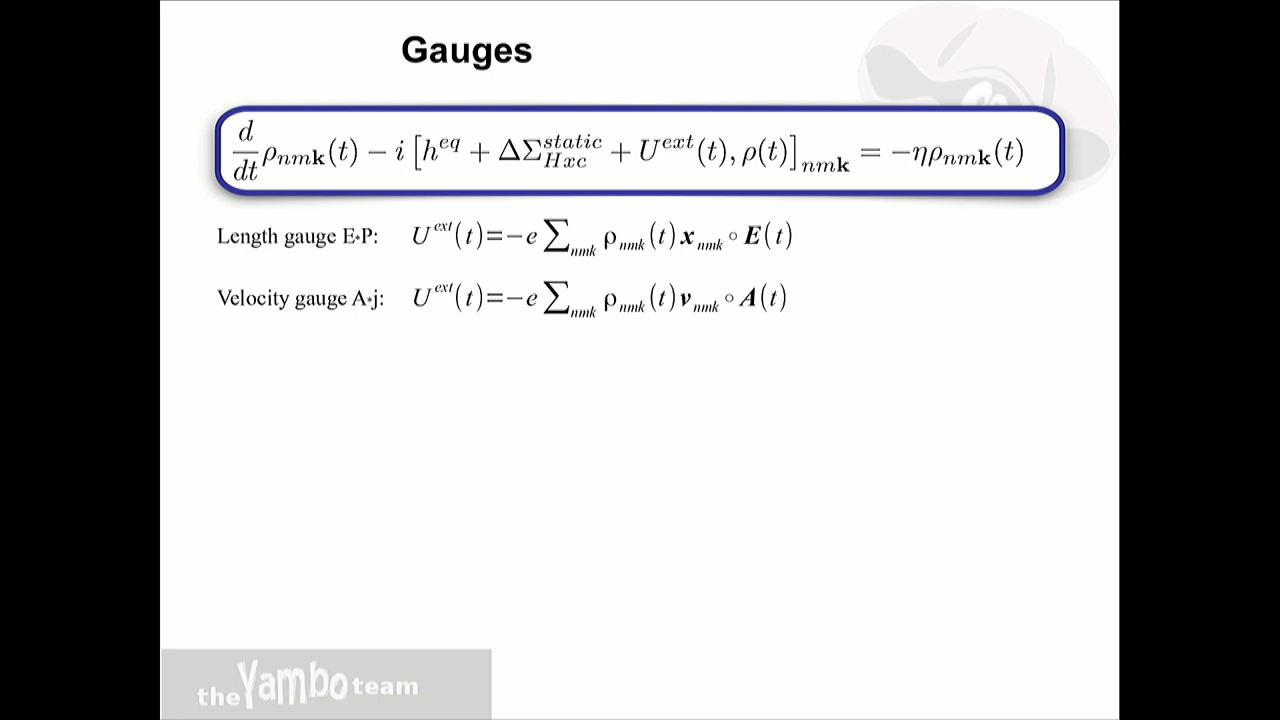 Gauges
d/dt ρ_{nmk}(t) − i [h^{eq} + ΔΣ^{static}_{Hxc} + U^{ext}(t), ρ(t)]_{nmk} = −ηρ_{nmk}(t)
Length gauge E•P: U^{ext}(t)=−e ∑_{nmk} ρ_{nmk}(t) x_{nmk} ∘ E(t)
Velocity gauge A•j: U^{ext}(t)=−e ∑_{nmk} ρ_{nmk}(t) v_{nmk} ∘ A(t)
the Yambo team